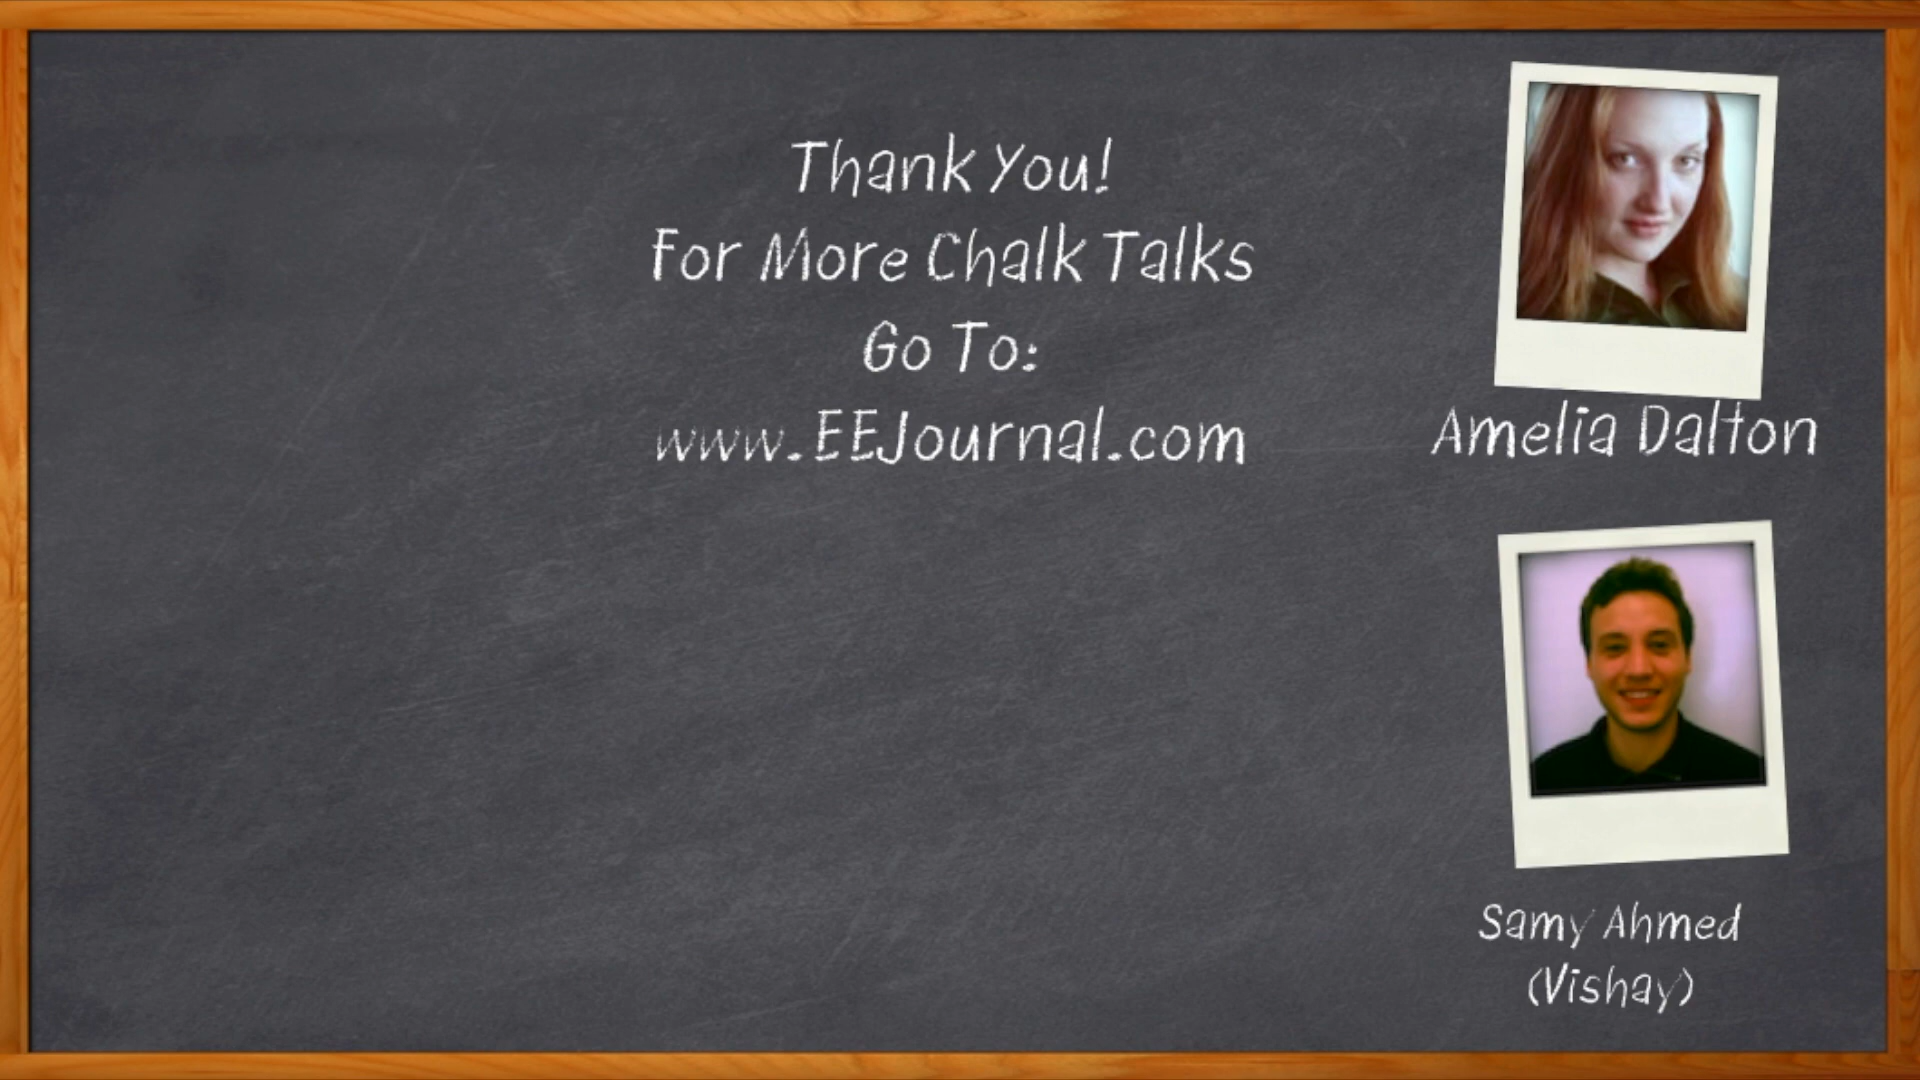 Thank You!
For More Chalk Talks
Go To:
www.EEJournal.com
Amelia Dalton
Samy Ahmed
(Vishay)